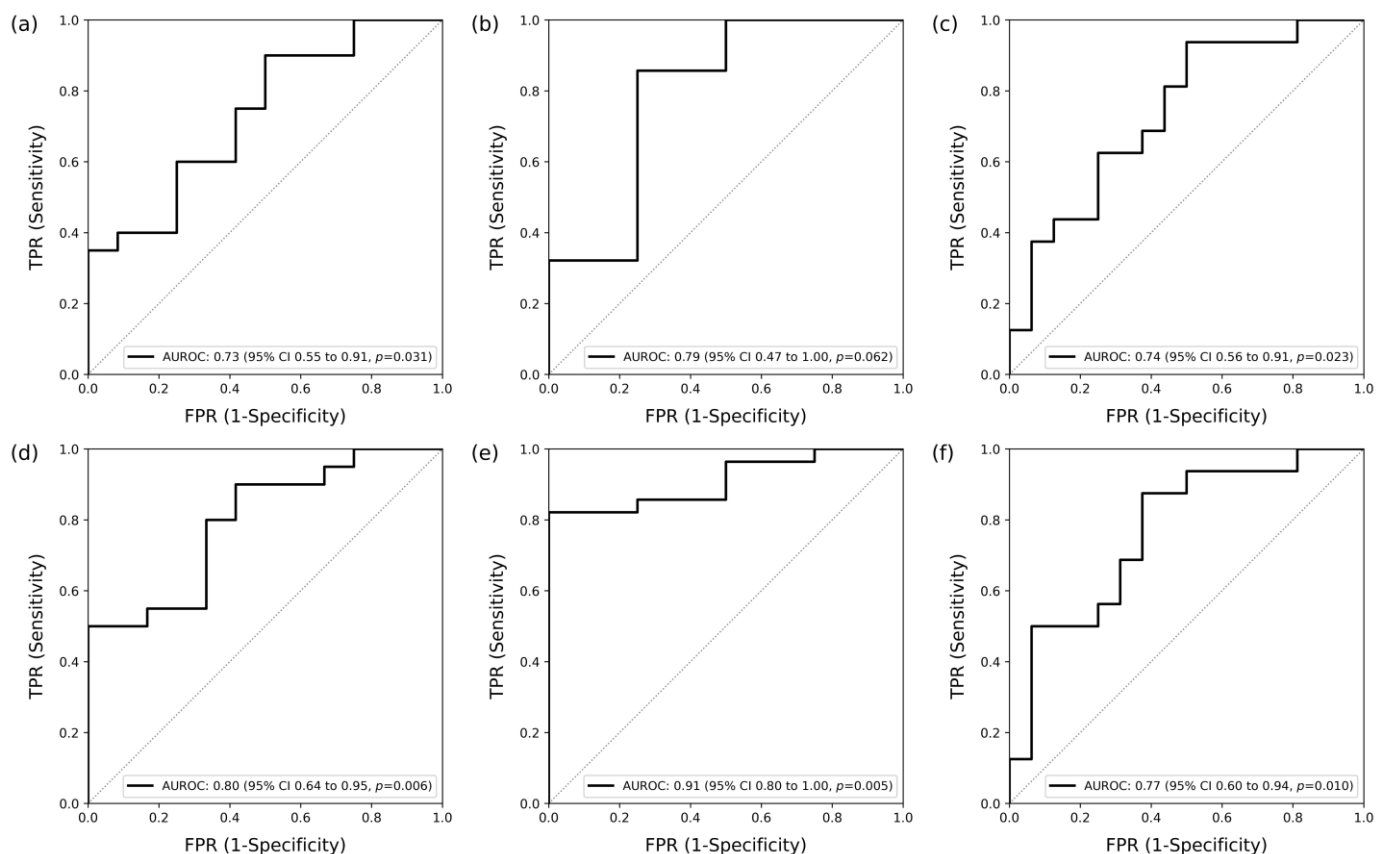 (a)
1.0
0.8
0.6
0.4
0.2
0.0
TPR (Sensitivity)
AUROC: 0.73 (95% CI 0.55 to 0.91, p=0.031)
0.0 0.2 0.4 0.6 0.8 1.0
FPR (1-Specificity)
(b)
1.0
0.8
0.6
0.4
0.2
0.0
TPR (Sensitivity)
AUROC: 0.79 (95% CI 0.47 to 1.00, p=0.062)
0.0 0.2 0.4 0.6 0.8 1.0
FPR (1-Specificity)
(c)
1.0
0.8
0.6
0.4
0.2
0.0
TPR (Sensitivity)
AUROC: 0.74 (95% CI 0.56 to 0.91, p=0.023)
0.0 0.2 0.4 0.6 0.8 1.0
FPR (1-Specificity)
(d)
1.0
0.8
0.6
0.4
0.2
0.0
TPR (Sensitivity)
AUROC: 0.80 (95% CI 0.64 to 0.95, p=0.006)
0.0 0.2 0.4 0.6 0.8 1.0
FPR (1-Specificity)
(e)
1.0
0.8
0.6
0.4
0.2
0.0
TPR (Sensitivity)
AUROC: 0.91 (95% CI 0.80 to 1.00, p=0.005)
0.0 0.2 0.4 0.6 0.8 1.0
FPR (1-Specificity)
(f)
1.0
0.8
0.6
0.4
0.2
0.0
TPR (Sensitivity)
AUROC: 0.77 (95% CI 0.60 to 0.94, p=0.010)
0.0 0.2 0.4 0.6 0.8 1.0
FPR (1-Specificity)